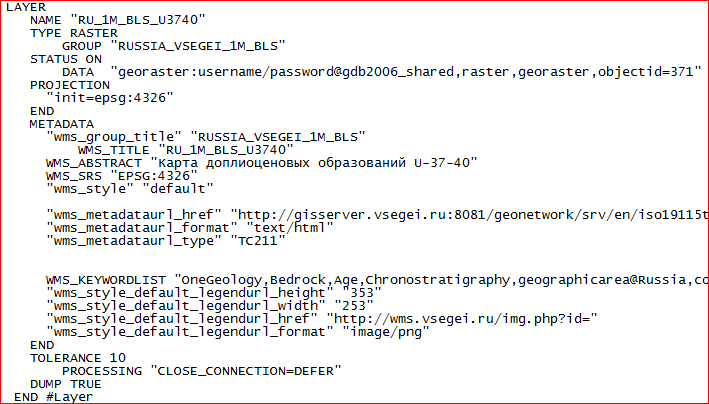 LAYER
NAME "RU_1M_BLS_U3740"
TYPE RASTER
GROUP "RUSSIA_VSEGEI_1M_BLS"
STATUS ON
DATA "georaster:username/password@gdb2006_shared,raster,georaster,objectid=371"
PROJECTION
"init=epsg:4326"
END
METADATA
"wms_group_title" "RUSSIA_VSEGEI_1M_BLS"
WMS_TITLE "RU_1M_BLS_U3740"
WMS_ABSTRACT "Карта доплиоценовых образований U-37-40"
WMS_SRS "EPSG:4326"
"wms_style" "default"
"wms_metadataurl_href" "http://gisserver.vsegei.ru:8081/geonetwork/srv/en/iso19115t
"wms_metadataurl_format" "text/html"
"wms_metadataurl_type" "TC211"
WMS_KEYWORDLIST "OneGeology,Bedrock,Age,Chronostratigraphy,geographicarea@Russia,co
"wms_style_default_legendurl_height" "353"
"wms_style_default_legendurl_width" "253"
"wms_style_default_legendurl_href" "http://wms.vsegei.ru/img.php?id="
"wms_style_default_legendurl_format" "image/png"
END
TOLERANCE 10
PROCESSING "CLOSE_CONNECTION=DEFER"
DUMP TRUE
END #Layer